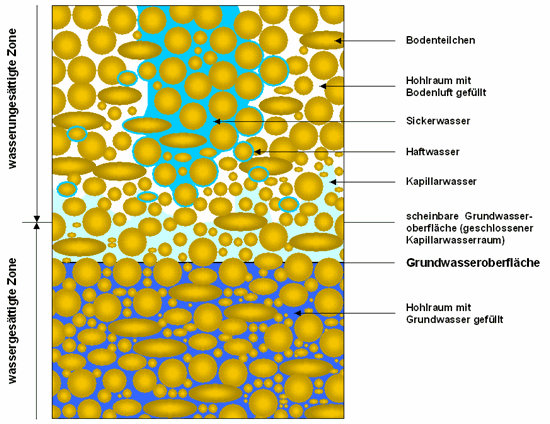 wasserungesättigte Zone
wassergesättigte Zone
Bodenteilchen
Hohlraum mit
Bodenluft gefüllt
Sickerwasser
Haftwasser
Kapillarwasser
scheinbare Grundwasser-
oberfläche (geschlossener
Kapillarwasserraum)
Grundwasseroberfläche
Hohlraum mit
Grundwasser gefüllt